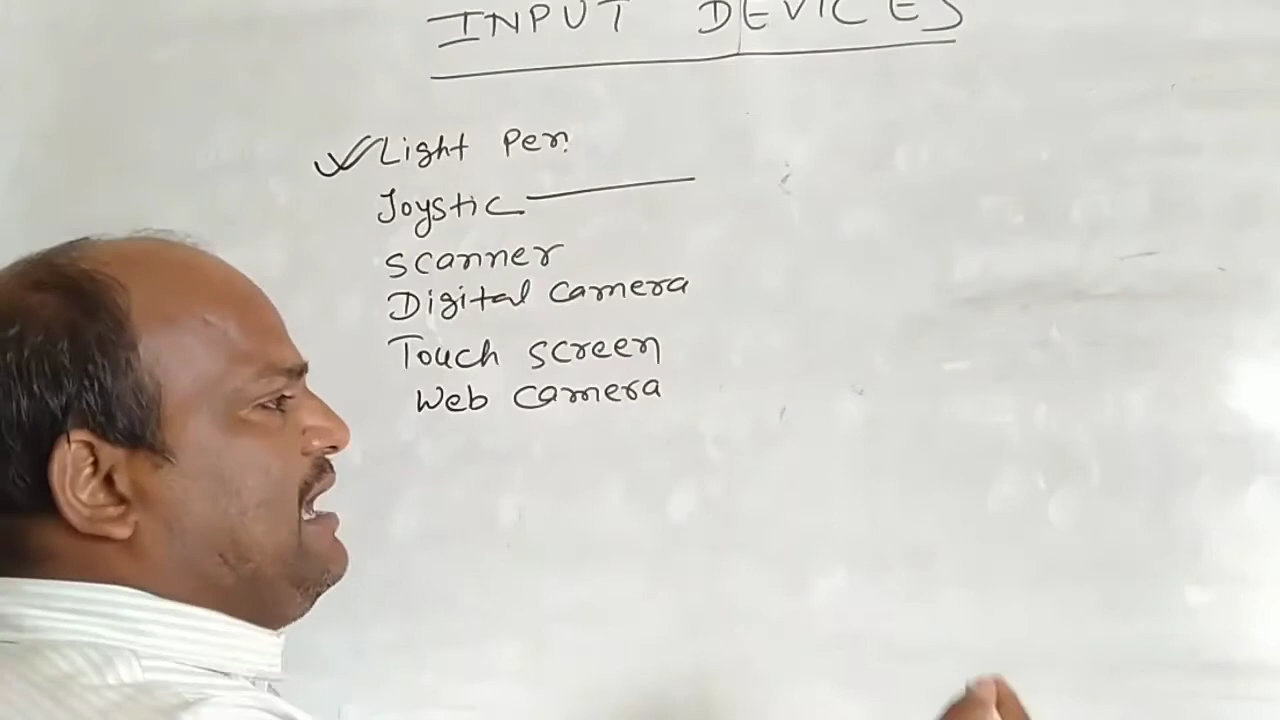 INPUT DEVICES
Light Pen
Joystic
Scanner
Digital Camera
Touch Screen
Web Camera